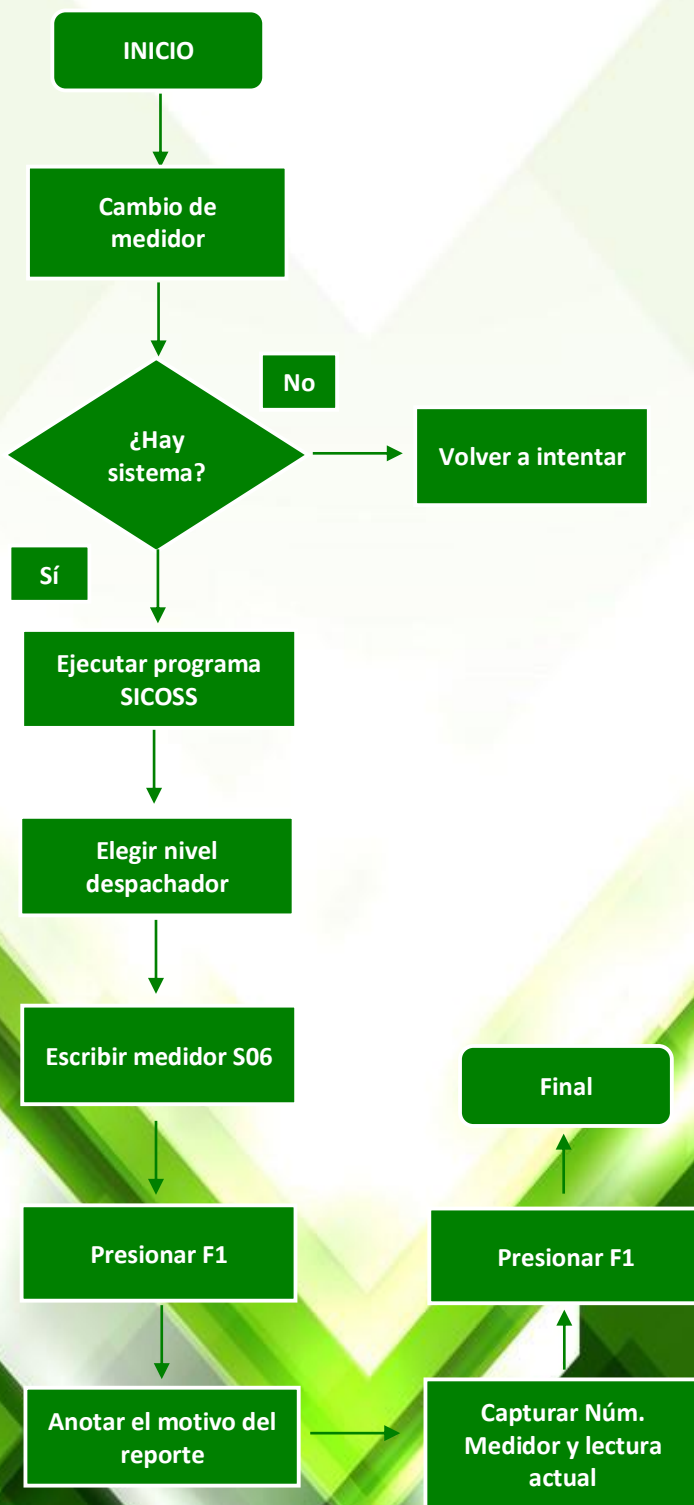 INICIO
Cambio de
medidor
No
¿Hay
sistema?
Volver a intentar
Sí
Ejecutar programa
SICOSS
Elegir nivel
despachador
Escribir medidor S06
Presionar F1
Anotar el motivo del
reporte
Capturar Núm.
Medidor y lectura
actual
Presionar F1
Final